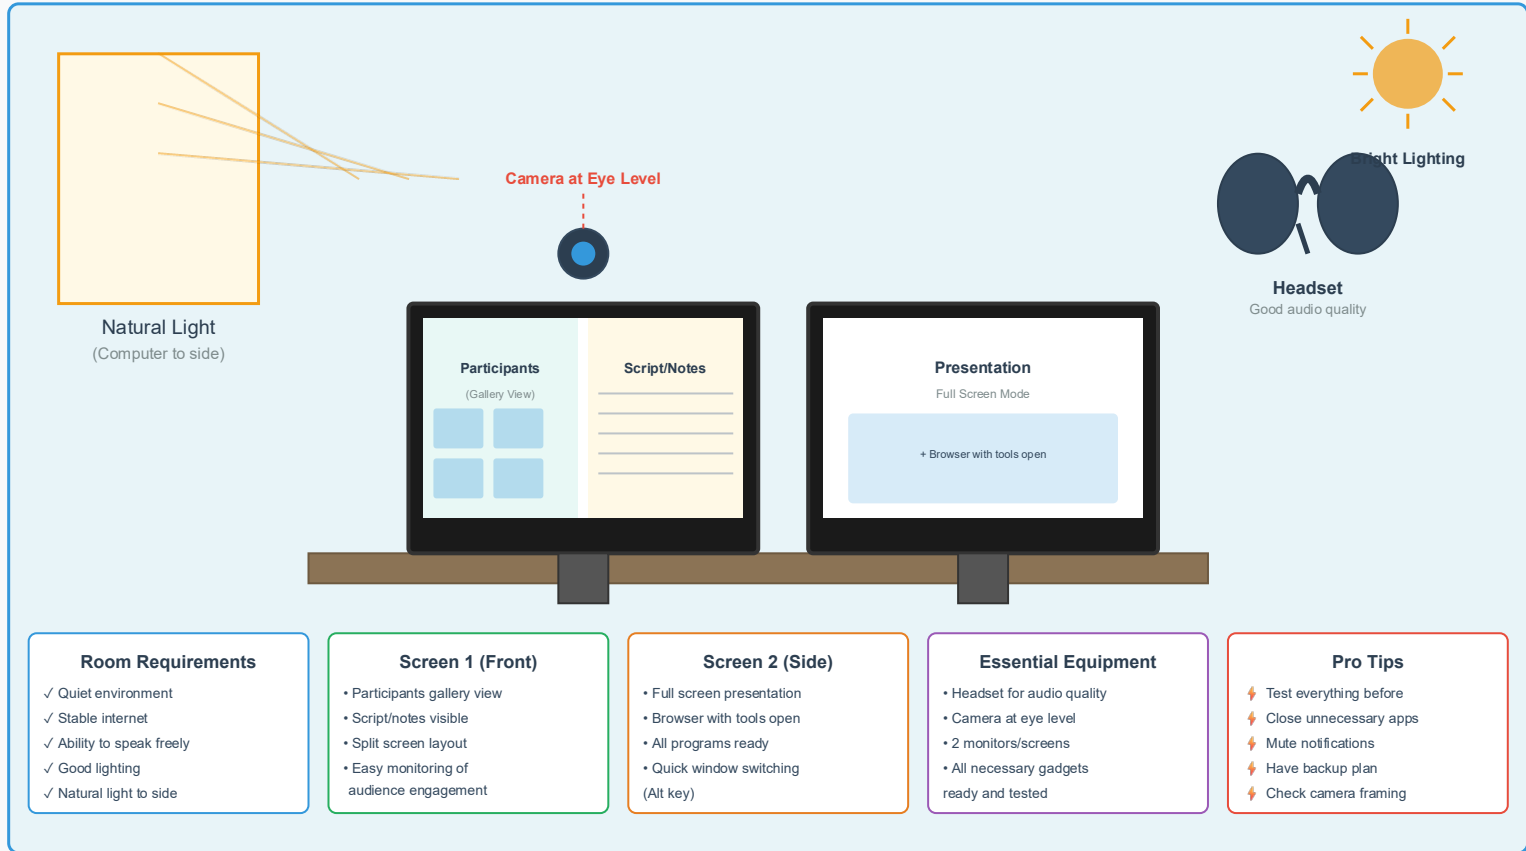 Bright Lighting
Camera at Eye Level
Headset
Good audio quality
Natural Light
(Computer to side)
Participants
(Gallery View)
Script/Notes
Presentation
Full Screen Mode
+ Browser with tools open
Room Requirements
✓ Quiet environment
✓ Stable internet
✓ Ability to speak freely
✓ Good lighting
✓ Natural light to side
Screen 1 (Front)
• Participants gallery view
• Script/notes visible
• Split screen layout
• Easy monitoring of
audience engagement
Screen 2 (Side)
• Full screen presentation
• Browser with tools open
• All programs ready
• Quick window switching
(Alt key)
Essential Equipment
• Headset for audio quality
• Camera at eye level
• 2 monitors/screens
• All necessary gadgets
ready and tested
Pro Tips
⚡ Test everything before
⚡ Close unnecessary apps
⚡ Mute notifications
⚡ Have backup plan
⚡ Check camera framing